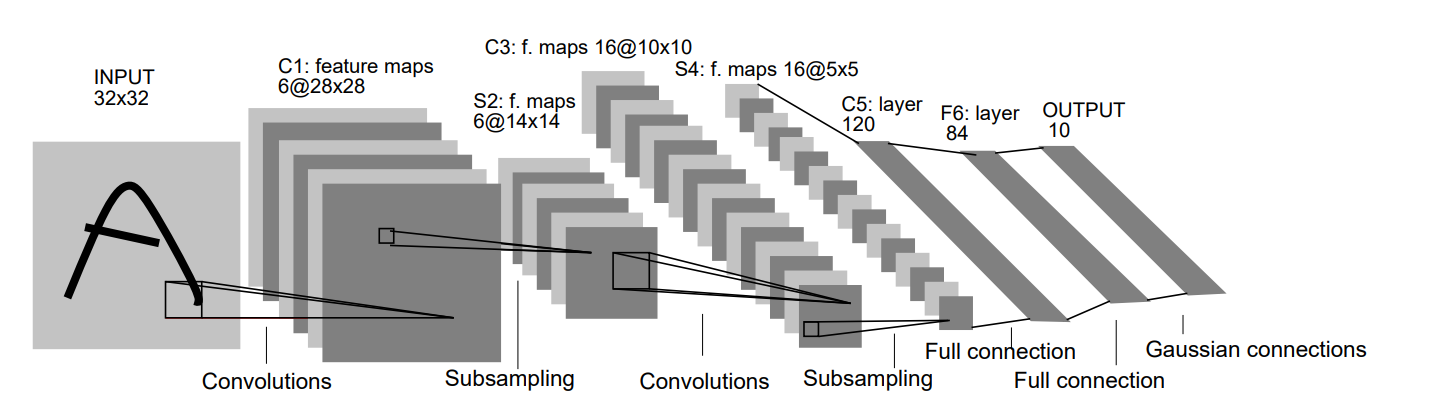 INPUT
32x32
C1: feature maps
6@28x28
S2: f. maps
6@14x14
C3: f. maps 16@10x10
S4: f. maps 16@5x5
C5: layer
120
F6: layer
84
OUTPUT
10
Convolutions
Subsampling
Convolutions
Subsampling
Full connection
Full connection
Gaussian connections